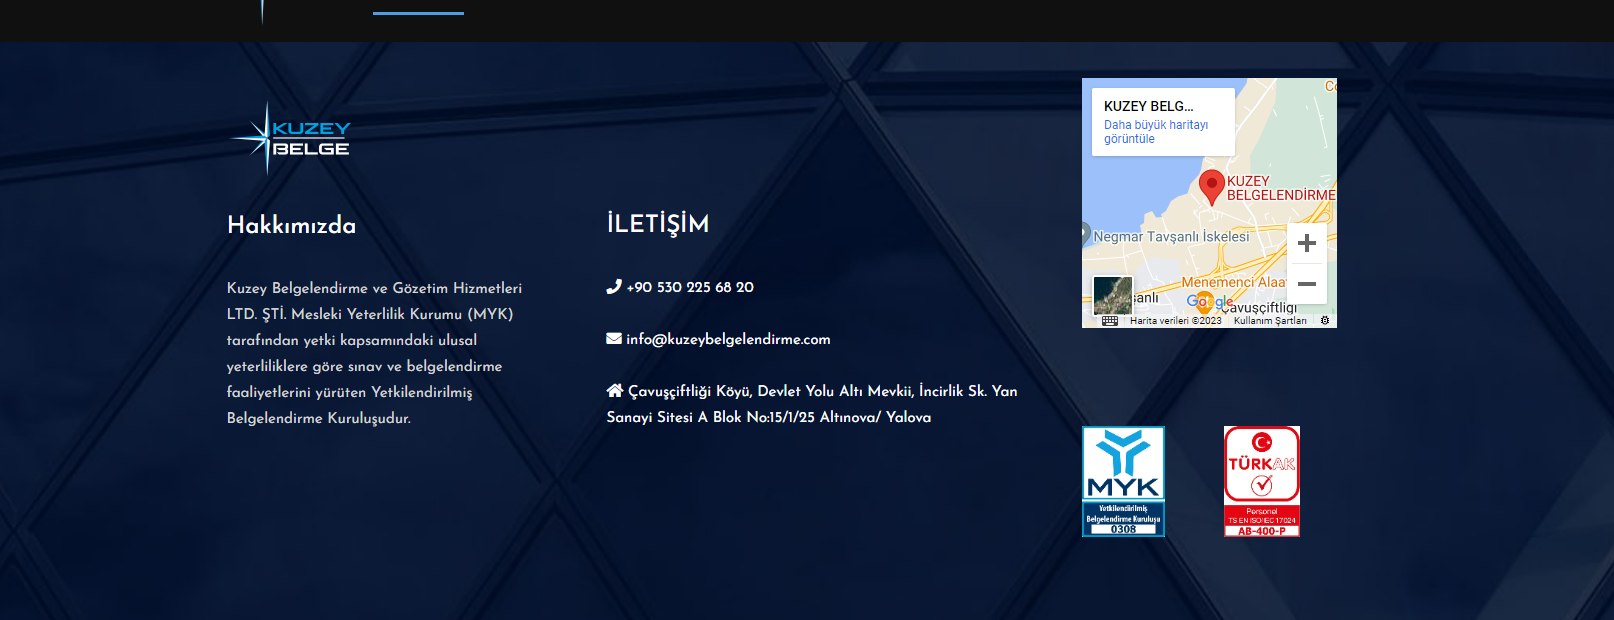 KUZEY
BELGE
Hakkımızda
Kuzey Belgelendirme ve Gözetim Hizmetleri
LTD. ŞTİ. Mesleki Yeterlilik Kurumu (MYK)
tarafından yetki kapsamındaki ulusal
yeterliliklere göre sınav ve belgelendirme
faaliyetlerini yürüten Yetkilendirilmiş
Belgelendirme Kuruluşudur.
İLETİŞİM
+90 530 225 68 20
info@kuzeybelgelendirme.com
Çavuşçiftliği Köyü, Devlet Yolu Altı Mevkii, İncirlik Sk. Yan
Sanayi Sitesi A Blok No:15/1/25 Altınova/ Yalova
KUZEY BELG...
Daha büyük haritayı
görüntüle
KUZEY
BELGELENDİRME
Negmar Tavşanlı İskelesi
Menemenci Alaa
şanlı
Google
Çavuşçiftliği
Harita verileri ©2023 Kullanım Şartları
MYK
Yetkilendirilmiş
Belgelendirme Kuruluşu
0308
TÜRKAK
Personel
TS EN ISO/IEC 17024
AB-400-P